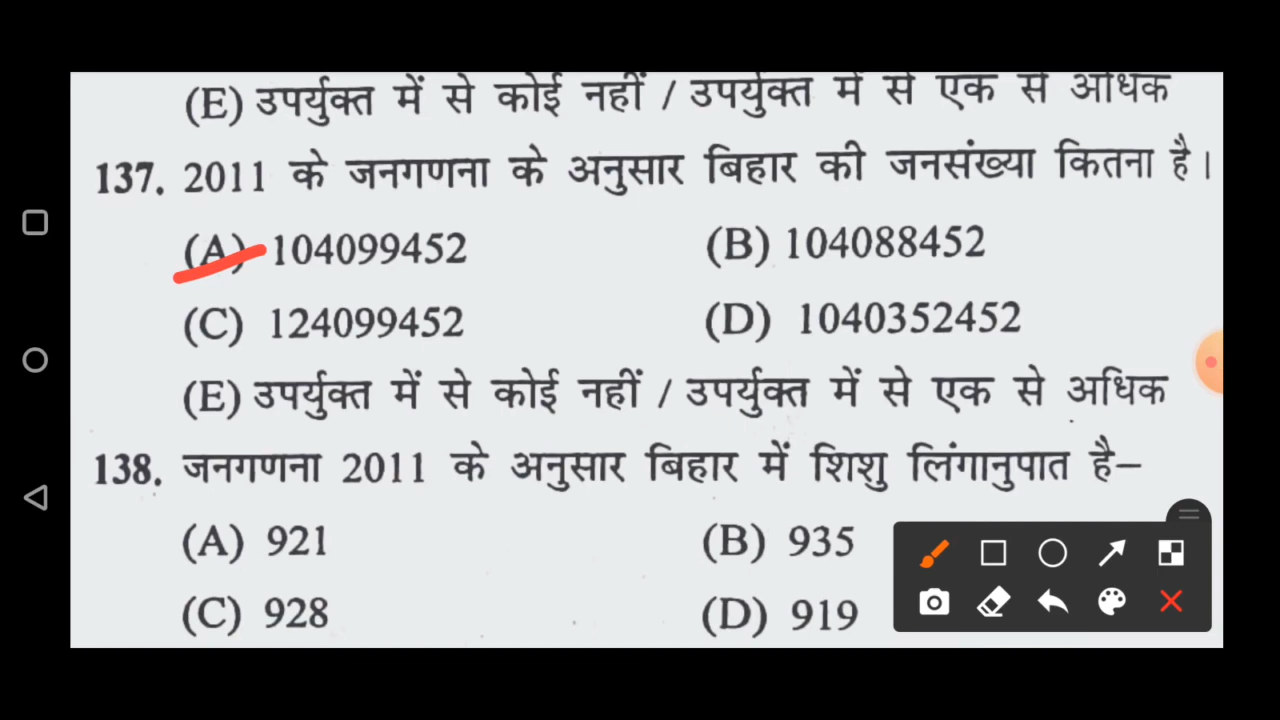 (E) उपर्युक्त में से कोई नहीं / उपर्युक्त में से एक से अधिक
137. 2011 के जनगणना के अनुसार बिहार की जनसंख्या कितना है।
(A) 104099452 (B) 104088452
(C) 124099452 (D) 1040352452
(E) उपर्युक्त में से कोई नहीं / उपर्युक्त में से एक से अधिक
138. जनगणना 2011 के अनुसार बिहार में शिशु लिंगानुपात है–
(A) 921 (B) 935
(C) 928 (D) 919